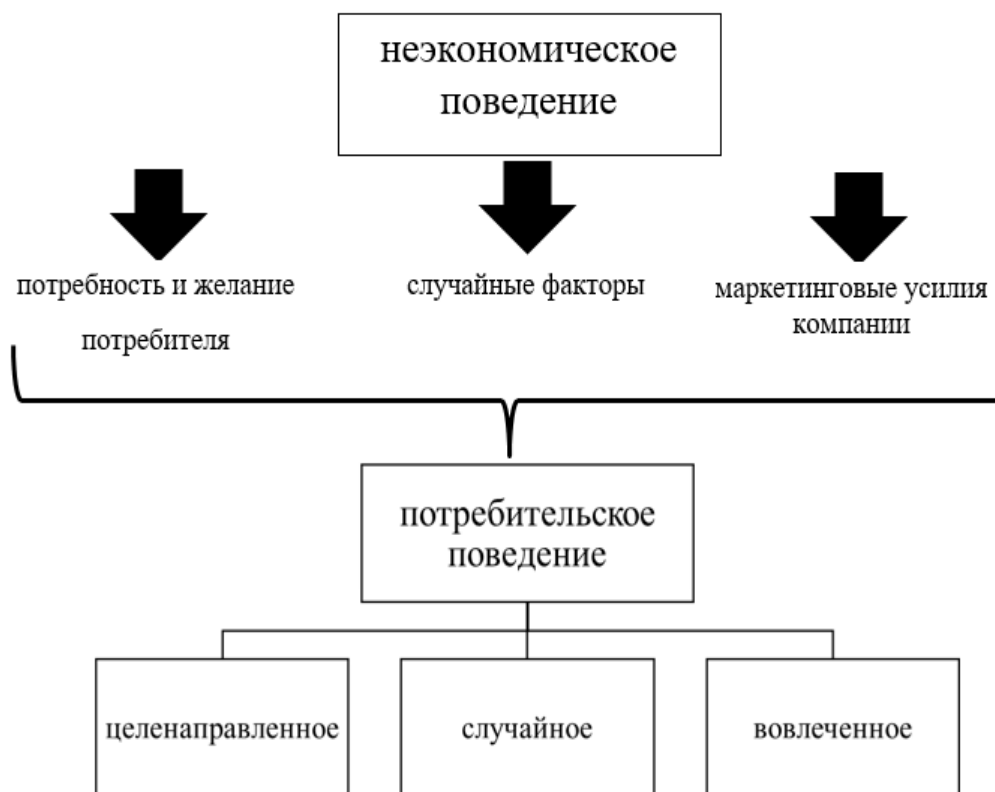 неэкономическое
поведение
потребность и желание
потребителя
случайные факторы
маркетинговые усилия
компании
потребительское
поведение
целенаправленное
случайное
вовлеченное